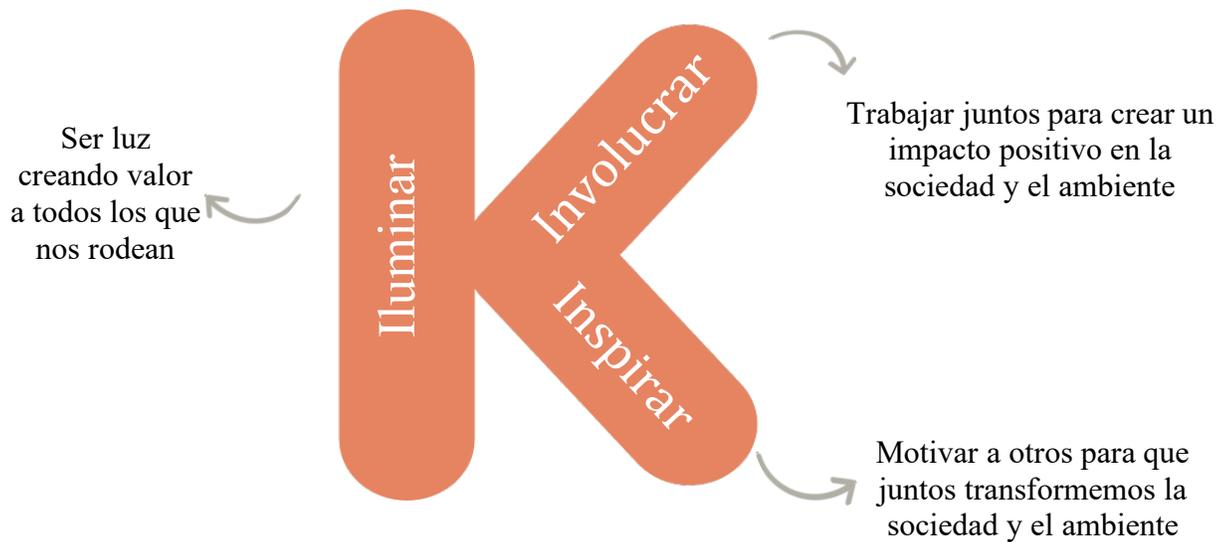 Ser luz
creando valor
a todos los que
nos rodean
Iluminar
Involucrar
Inspirar
Trabajar juntos para crear un
impacto positivo en la
sociedad y el ambiente
Motivar a otros para que
juntos transformemos la
sociedad y el ambiente